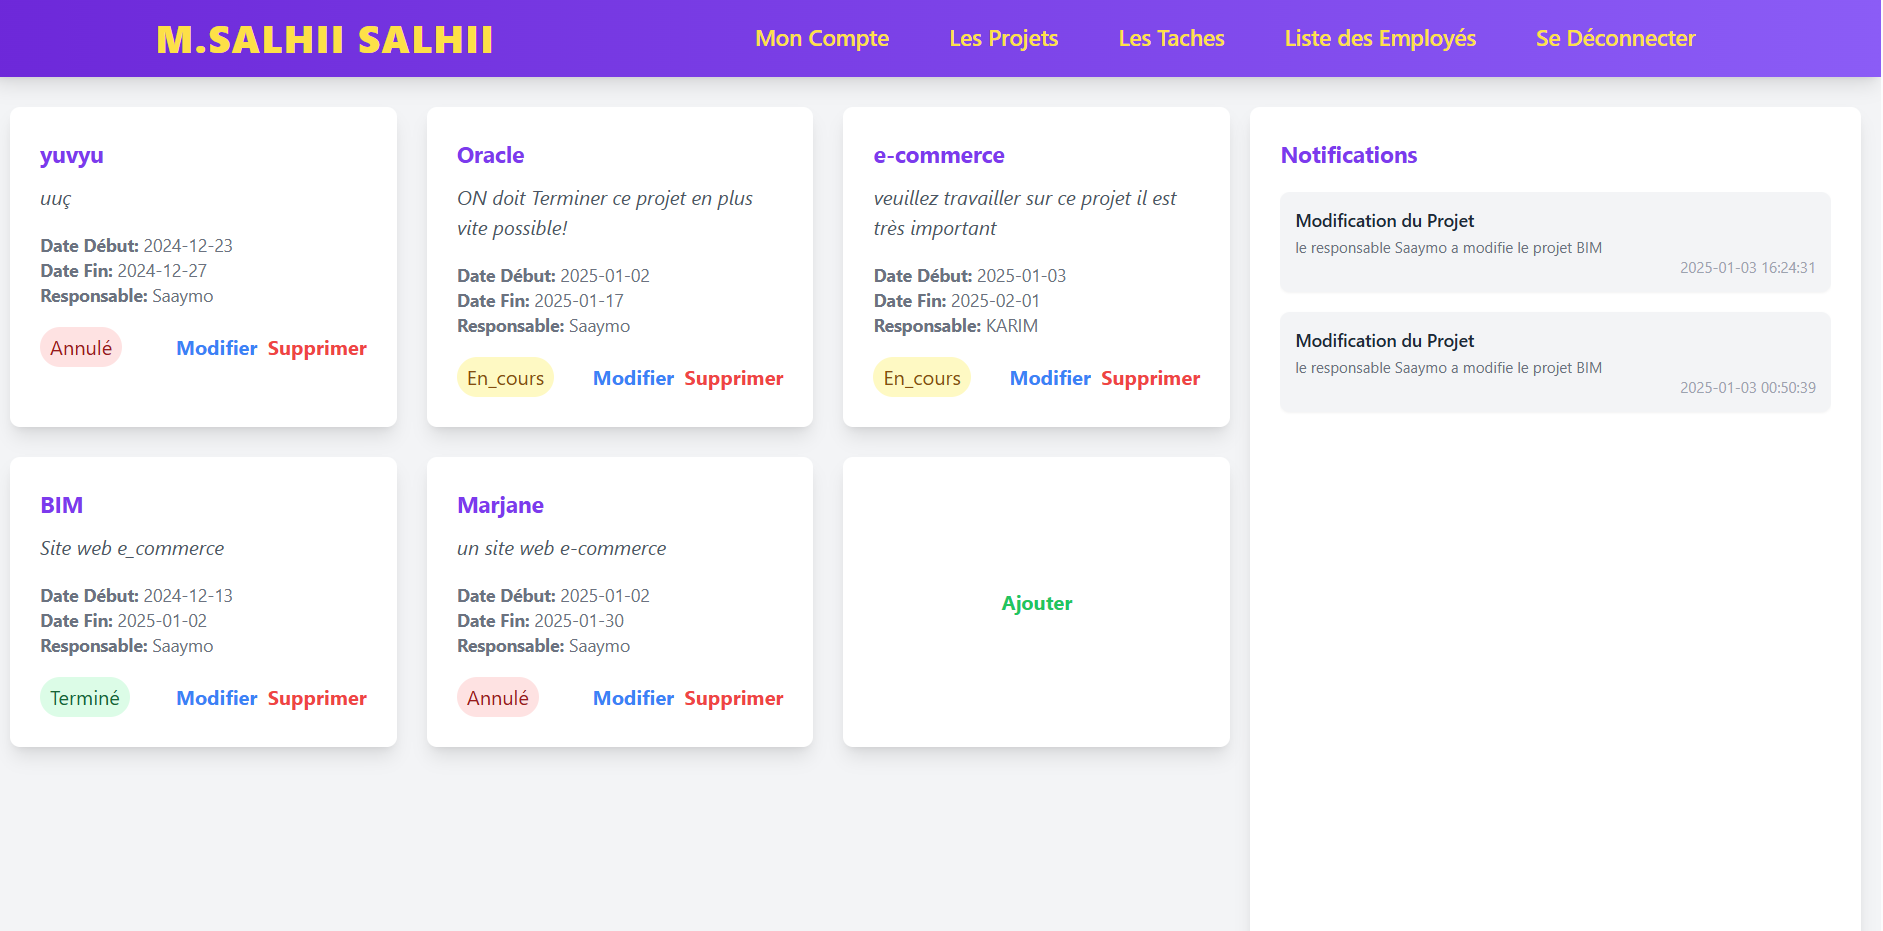 M.SALHII SALHII
Mon Compte
Les Projets
Les Taches
Liste des Employés
Se Déconnecter
yuvyu
uuç
Date Début: 2024-12-23
Date Fin: 2024-12-27
Responsable: Saaymo
Annulé
Modifier Supprimer
Oracle
ON doit Terminer ce projet en plus
vite possible!
Date Début: 2025-01-02
Date Fin: 2025-01-17
Responsable: Saaymo
En_cours
Modifier Supprimer
e-commerce
veuillez travailler sur ce projet il est
très important
Date Début: 2025-01-03
Date Fin: 2025-02-01
Responsable: KARIM
En_cours
Modifier Supprimer
BIM
Site web e_commerce
Date Début: 2024-12-13
Date Fin: 2025-01-02
Responsable: Saaymo
Terminé
Modifier Supprimer
Marjane
un site web e-commerce
Date Début: 2025-01-02
Date Fin: 2025-01-30
Responsable: Saaymo
Annulé
Modifier Supprimer
Ajouter
Notifications
Modification du Projet
le responsable Saaymo a modifie le projet BIM
2025-01-03 16:24:31
Modification du Projet
le responsable Saaymo a modifie le projet BIM
2025-01-03 00:50:39